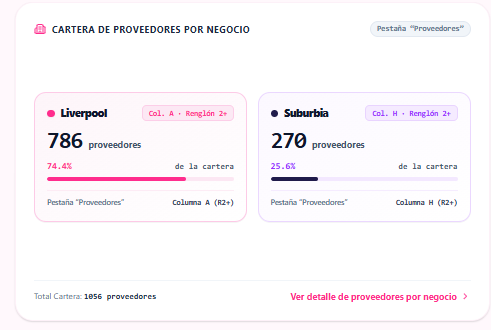 CARTERA DE PROVEEDORES POR NEGOCIO
Pestaña "Proveedores"
Liverpool
Col. A · Renglón 2+
786 proveedores
74.4% de la cartera
Pestaña "Proveedores" Columna A (R2+)
Suburbia
Col. H · Renglón 2+
270 proveedores
25.6% de la cartera
Pestaña "Proveedores" Columna H (R2+)
Total Cartera: 1056 proveedores
Ver detalle de proveedores por negocio >